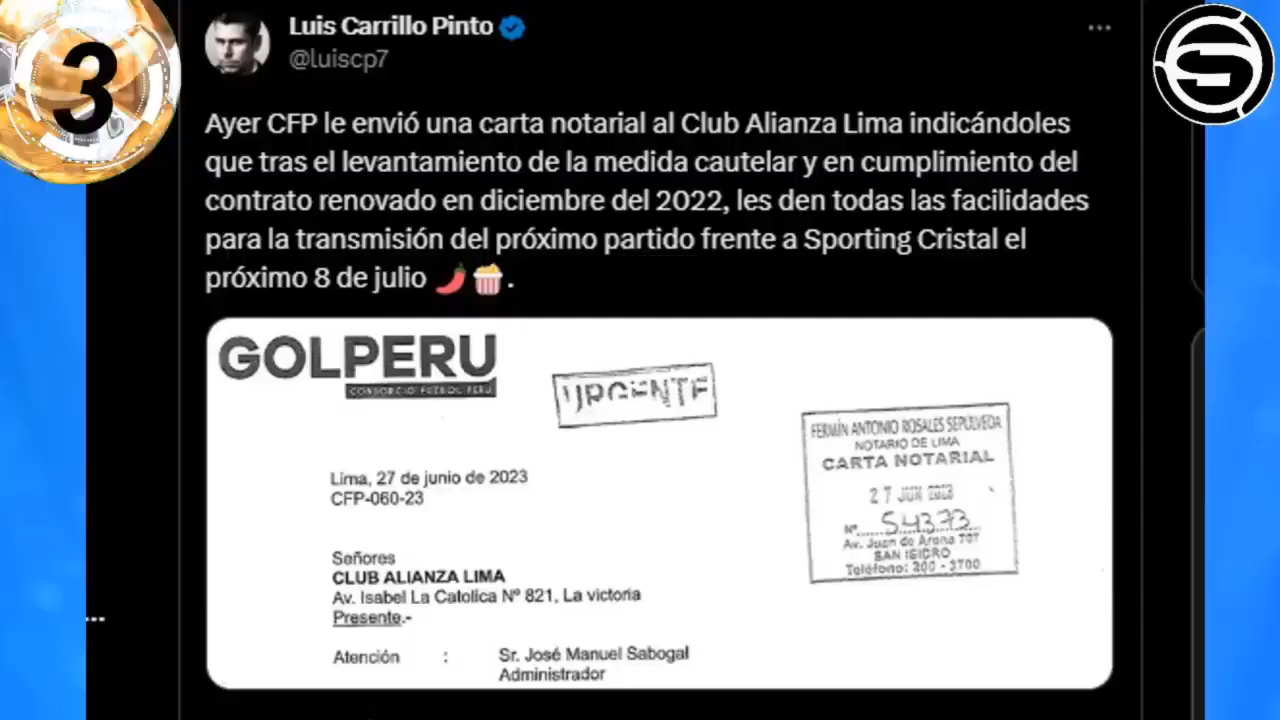 3
Luis Carrillo Pinto
@luiscp7
Ayer CFP le envió una carta notarial al Club Alianza Lima indicándoles
que tras el levantamiento de la medida cautelar y en cumplimiento del
contrato renovado en diciembre del 2022, les den todas las facilidades
para la transmisión del próximo partido frente a Sporting Cristal el
próximo 8 de julio 🌶️🍿.
GOLPERU
CONSORCIO FUTBOL PERU
URGENTE
FERMÍN ANTONIO ROSALES SEPÚLVEDA
NOTARIO DE LIMA
CARTA NOTARIAL
27 JUN 2023
Nº 54373
Av. Juan de Arona 707
SAN ISIDRO
Teléfono: 200 - 3700
Lima, 27 de junio de 2023
CFP-060-23
Señores
CLUB ALIANZA LIMA
Av. Isabel La Catolica Nº 821, La victoria
Presente.-
Atención : Sr. José Manuel Sabogal
Administrador